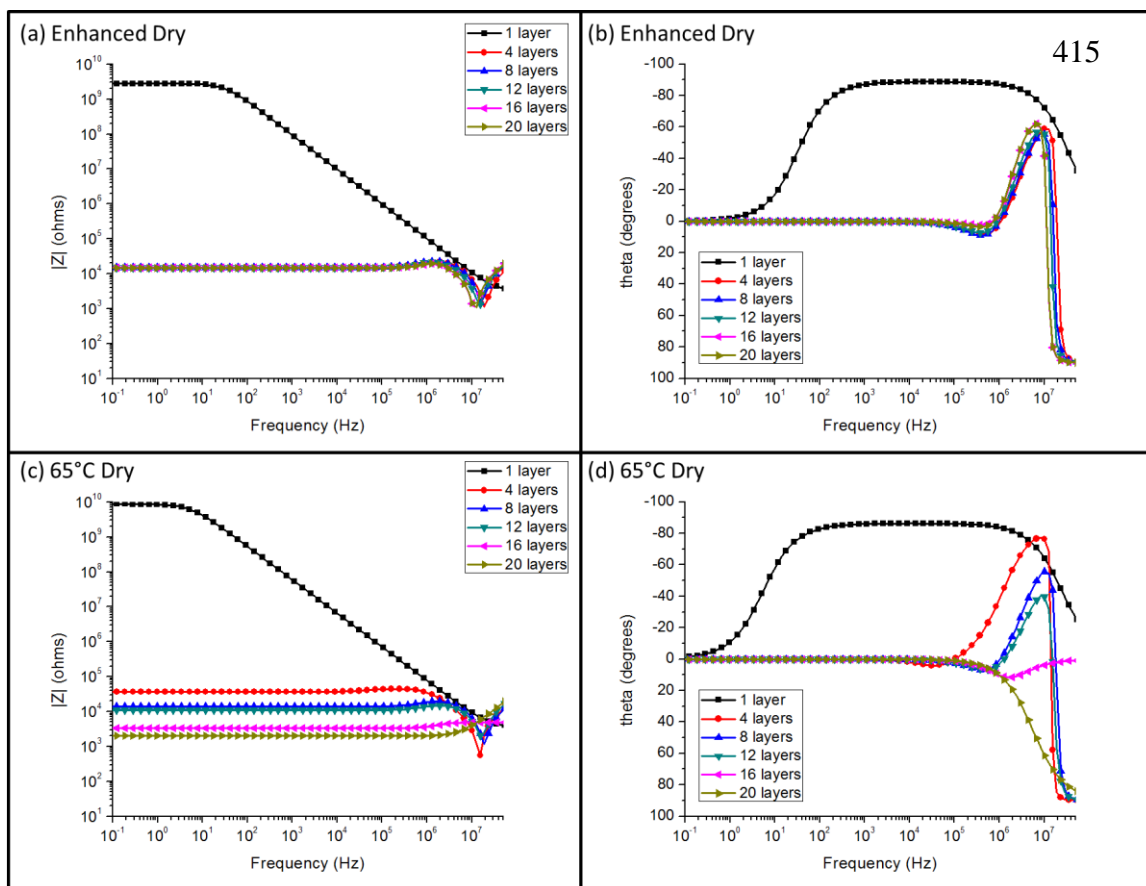 (a) Enhanced Dry
1 layer
4 layers
8 layers
12 layers
16 layers
20 layers
|Z| (ohms)
10^10
10^9
10^8
10^7
10^6
10^5
10^4
10^3
10^2
10^1
10^-1 10^0 10^1 10^2 10^3 10^4 10^5 10^6 10^7
Frequency (Hz)
(b) Enhanced Dry
415
theta (degrees)
-100
-80
-60
-40
-20
0
20
40
60
80
100
1 layer
4 layers
8 layers
12 layers
16 layers
20 layers
10^-1 10^0 10^1 10^2 10^3 10^4 10^5 10^6 10^7
Frequency (Hz)
(c) 65°C Dry
1 layer
4 layers
8 layers
12 layers
16 layers
20 layers
|Z| (ohms)
10^10
10^9
10^8
10^7
10^6
10^5
10^4
10^3
10^2
10^1
10^-1 10^0 10^1 10^2 10^3 10^4 10^5 10^6 10^7
Frequency (Hz)
(d) 65°C Dry
theta (degrees)
-100
-80
-60
-40
-20
0
20
40
60
80
100
1 layer
4 layers
8 layers
12 layers
16 layers
20 layers
10^-1 10^0 10^1 10^2 10^3 10^4 10^5 10^6 10^7
Frequency (Hz)